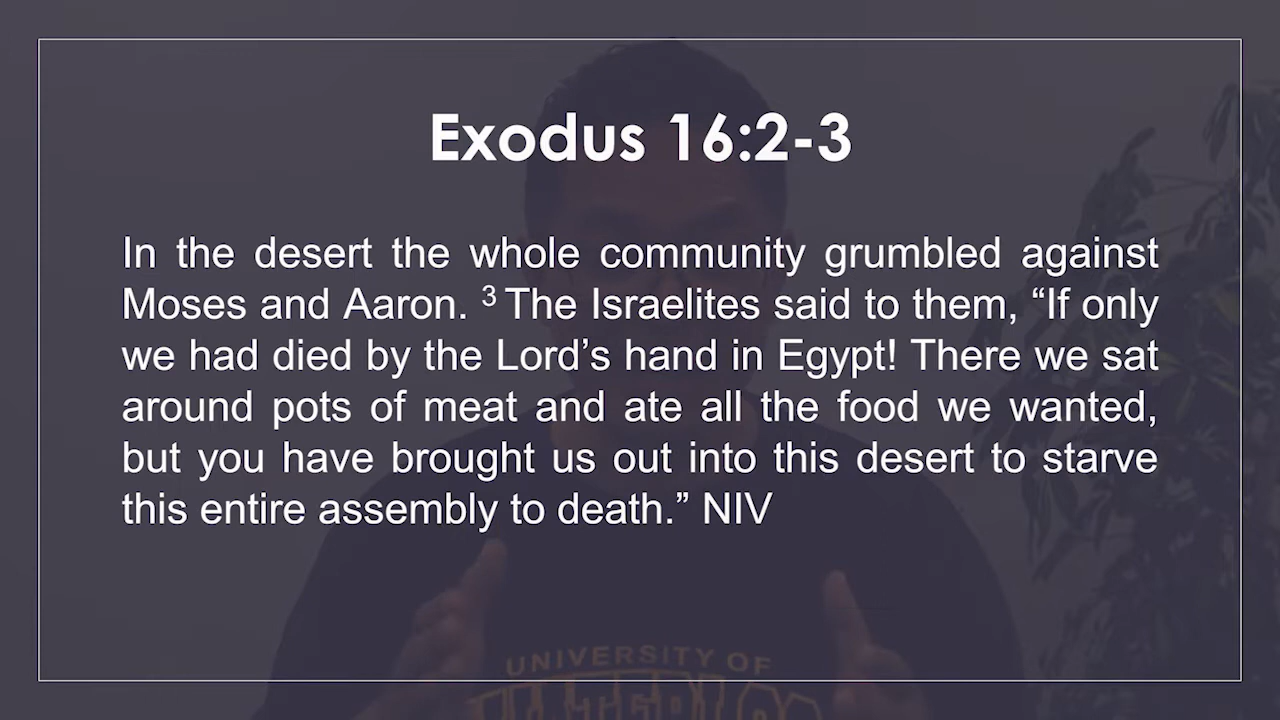 Exodus 16:2-3
In the desert the whole community grumbled against
Moses and Aaron. ³ The Israelites said to them, “If only
we had died by the Lord’s hand in Egypt! There we sat
around pots of meat and ate all the food we wanted,
but you have brought us out into this desert to starve
this entire assembly to death.” NIV
UNIVERSITY OF